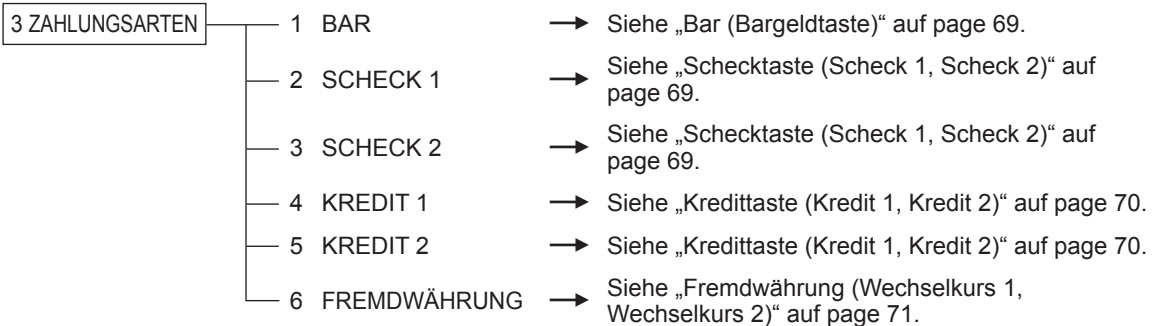 3 ZAHLUNGSARTEN 1 BAR Siehe „Bar (Bargeldtaste)“ auf page 69.
2 SCHECK 1 Siehe „Schecktaste (Scheck 1, Scheck 2)“ auf
page 69.
3 SCHECK 2 Siehe „Schecktaste (Scheck 1, Scheck 2)“ auf
page 69.
4 KREDIT 1 Siehe „Kredittaste (Kredit 1, Kredit 2)“ auf page 70.
5 KREDIT 2 Siehe „Kredittaste (Kredit 1, Kredit 2)“ auf page 70.
6 FREMDWÄHRUNG Siehe „Fremdwährung (Wechselkurs 1,
Wechselkurs 2)“ auf page 71.